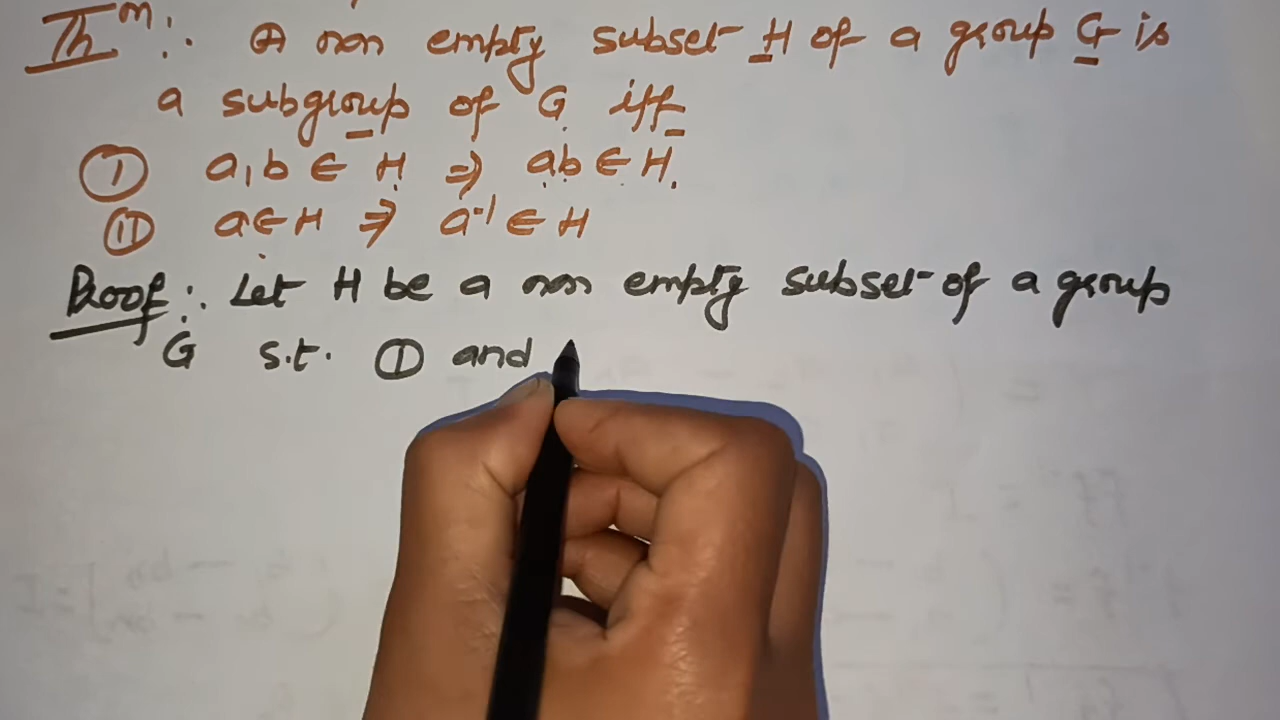 Thm:. A non empty subset H of a group G is
a subgroup of G iff
(I) a, b ∈ H ⇒ ab ∈ H.
(II) a ∈ H ⇒ a⁻¹ ∈ H
Proof:. Let H be a non empty subset of a group
G s.t. (I) and